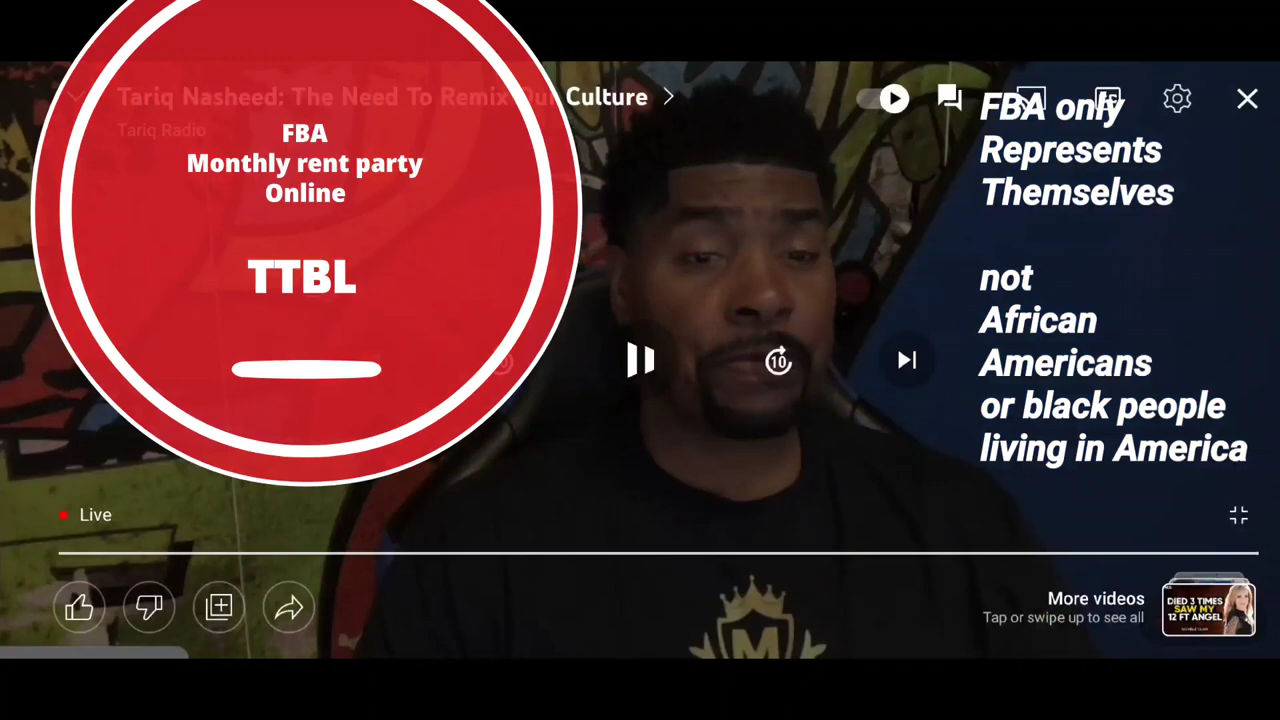 Tariq Nasheed: The Need To Remix Our Culture
Tariq Radio
FBA
Monthly rent party
Online
TTBL
FBA only
Represents
Themselves
not
African
Americans
or black people
living in America
10
Live
M
More videos
Tap or swipe up to see all
DIED 3 TIMES
SAW MY
12 FT ANGEL